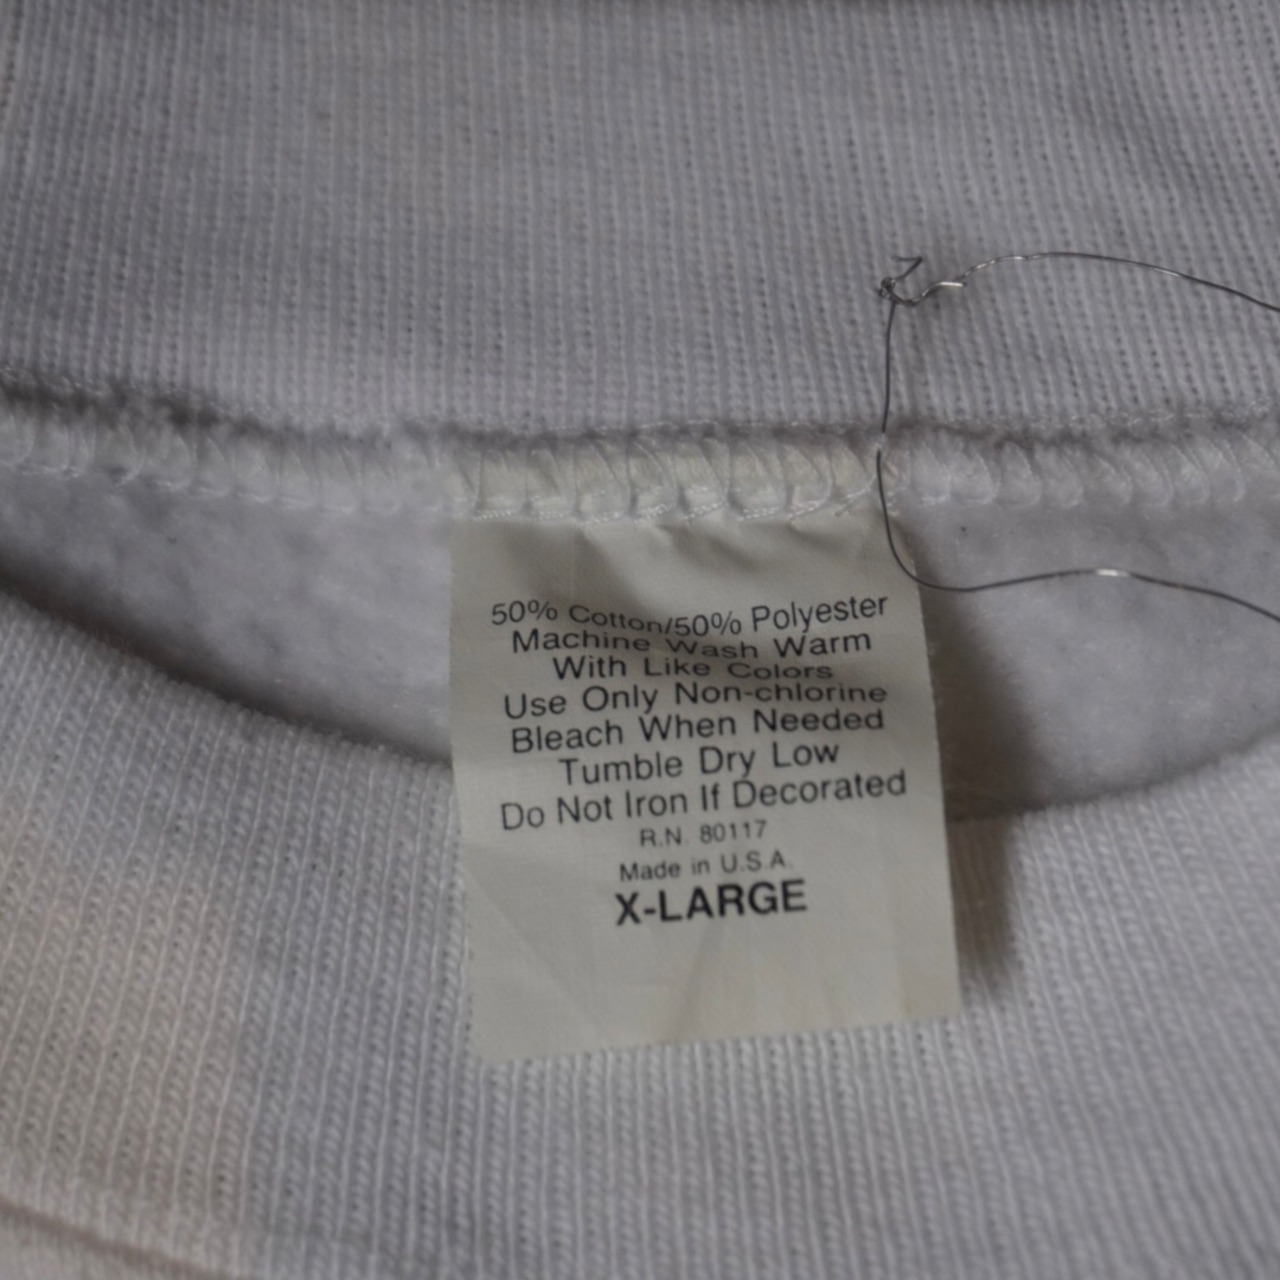 50% Cotton/50% Polyester
Machine Wash Warm
With Like Colors
Use Only Non-chlorine
Bleach When Needed
Tumble Dry Low
Do Not Iron If Decorated
R.N. 80117
Made in U.S.A.
X-LARGE